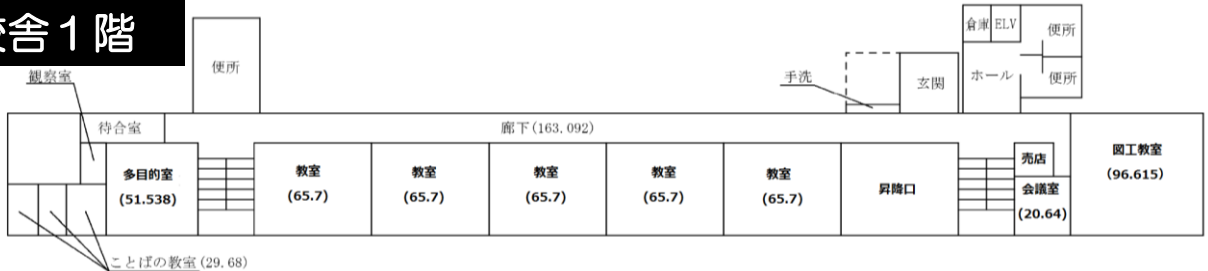 校舎１階
倉庫 ELV 便所
便所
観察室
手洗
玄関
ホール
便所
待合室
廊下(163.092)
多目的室
(51.538)
教室
(65.7)
教室
(65.7)
教室
(65.7)
教室
(65.7)
教室
(65.7)
昇降口
売店
会議室
(20.64)
図工教室
(96.615)
ことばの教室(29.68)